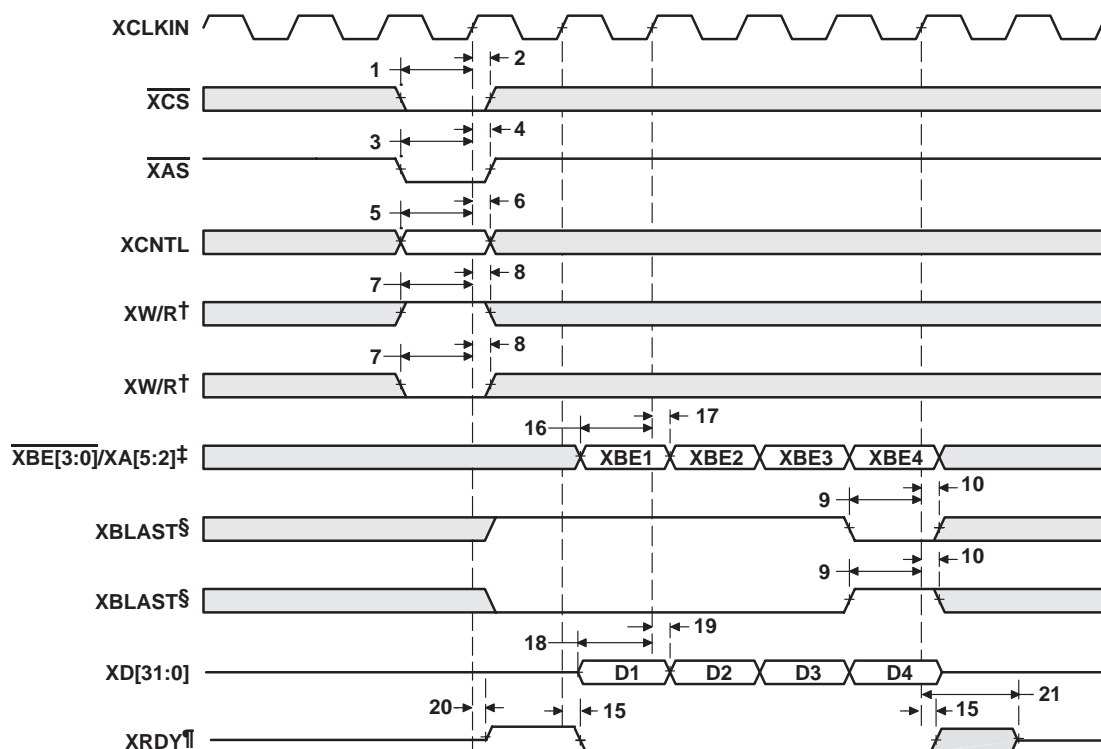 XCLKIN
1
2
XCS
3
4
XAS
5
6
XCNTL
7
8
XW/R†
7
8
XW/R†
16
17
XBE[3:0]/XA[5:2]‡
XBE1 XBE2 XBE3 XBE4
9
10
XBLAST§
9
10
XBLAST§
18
19
XD[31:0]
D1 D2 D3 D4
20
15
15
21
XRDY¶